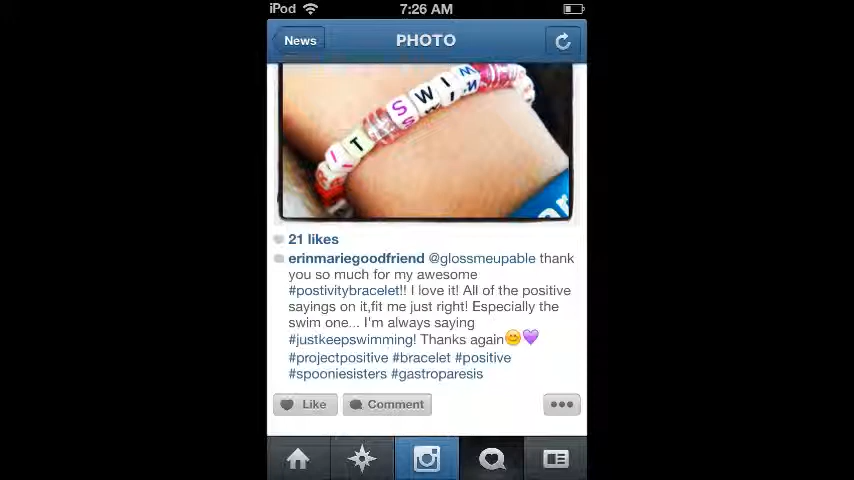 iPod
7:26 AM
News
PHOTO
IT SWIM
21 likes
erinmariegoodfriend @glossmeupable thank
you so much for my awesome
#postivitybracelet!! I love it! All of the positive
sayings on it,fit me just right! Especially the
swim one... I'm always saying
#justkeepswimming! Thanks again😊💜
#projectpositive #bracelet #positive
#spooniesisters #gastroparesis
Like
Comment